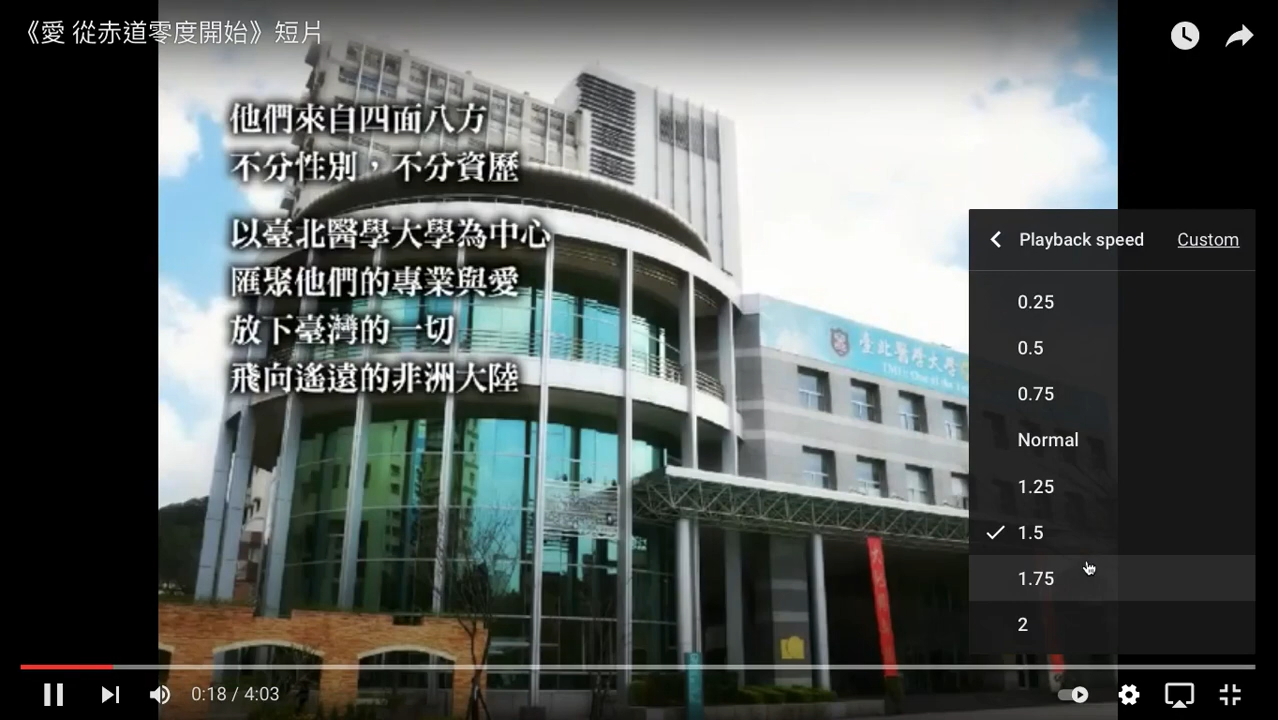 《愛 從赤道零度開始》短片
他們來自四面八方
不分性別，不分資歷
以臺北醫學大學為中心
匯聚他們的專業與愛
放下臺灣的一切
飛向遙遠的非洲大陸
臺北醫學大學
Playback speed Custom
0.25
0.5
0.75
Normal
1.25
1.5
1.75
2
0:18 / 4:03